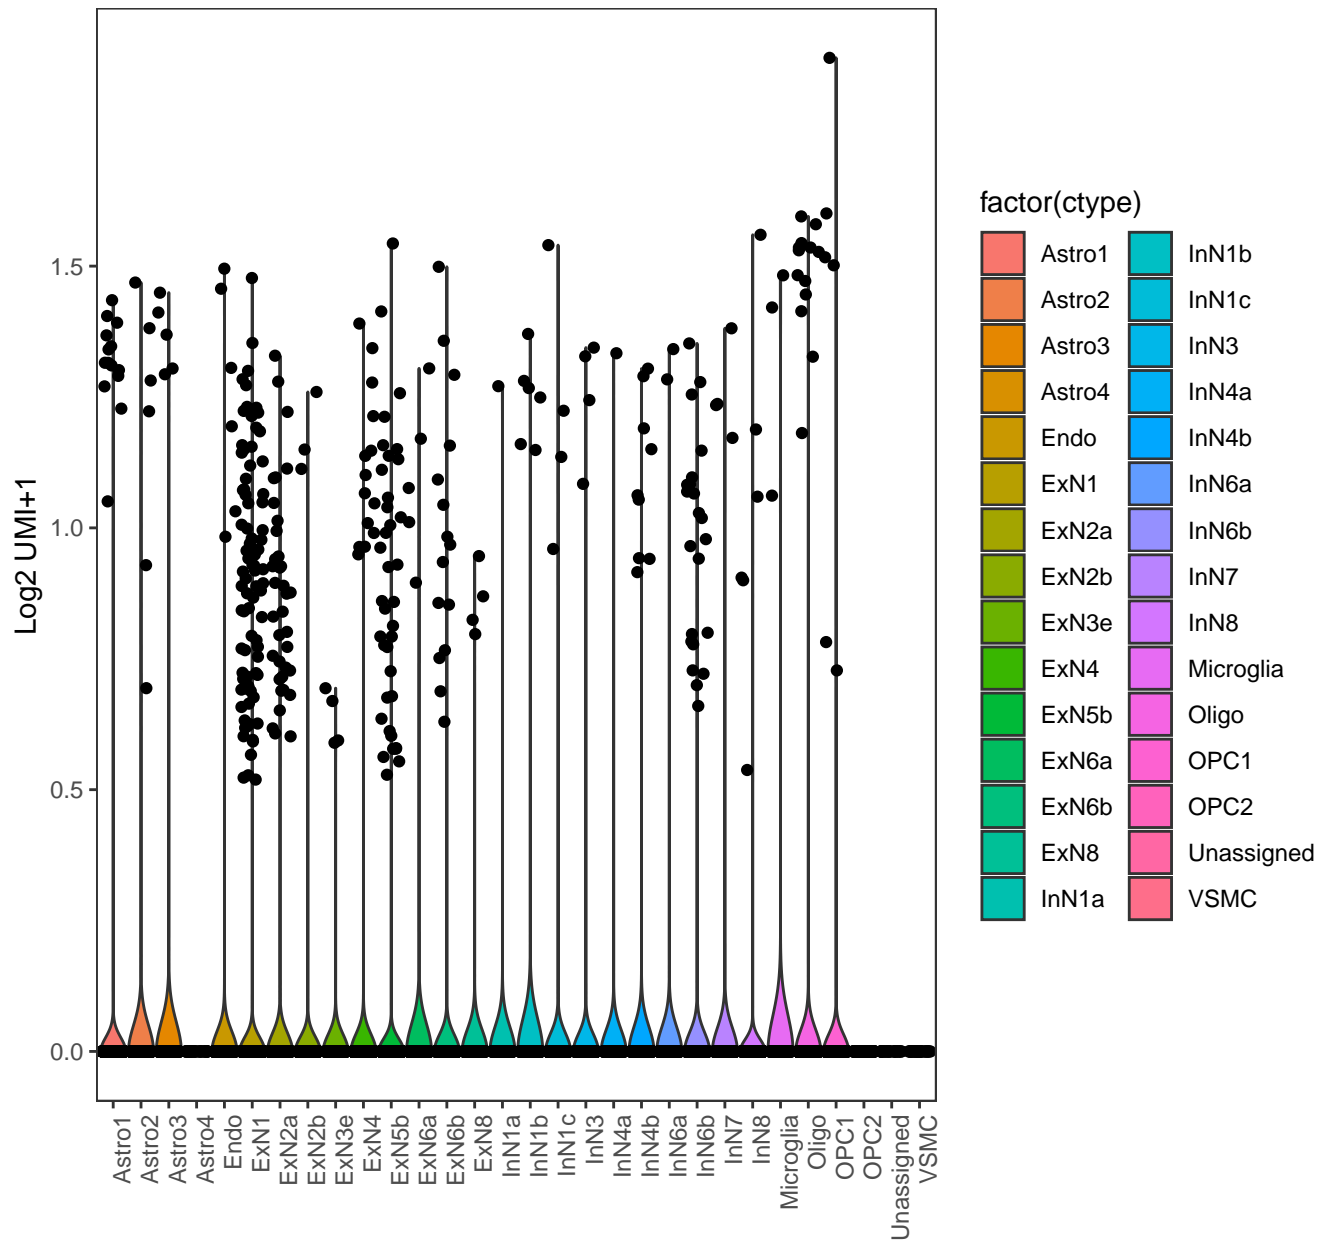 Log2 UMI+1
1.5
1.0
0.5
0.0
Astro1
Astro2
Astro3
Astro4
Endo
ExN1
ExN2a
ExN2b
ExN3e
ExN4
ExN5b
ExN6a
ExN6b
ExN8
InN1a
InN1b
InN1c
InN3
InN4a
InN4b
InN6a
InN6b
InN7
InN8
Microglia
Oligo
OPC1
OPC2
Unassigned
VSMC
factor(ctype)
Astro1
Astro2
Astro3
Astro4
Endo
ExN1
ExN2a
ExN2b
ExN3e
ExN4
ExN5b
ExN6a
ExN6b
ExN8
InN1a
InN1b
InN1c
InN3
InN4a
InN4b
InN6a
InN6b
InN7
InN8
Microglia
Oligo
OPC1
OPC2
Unassigned
VSMC